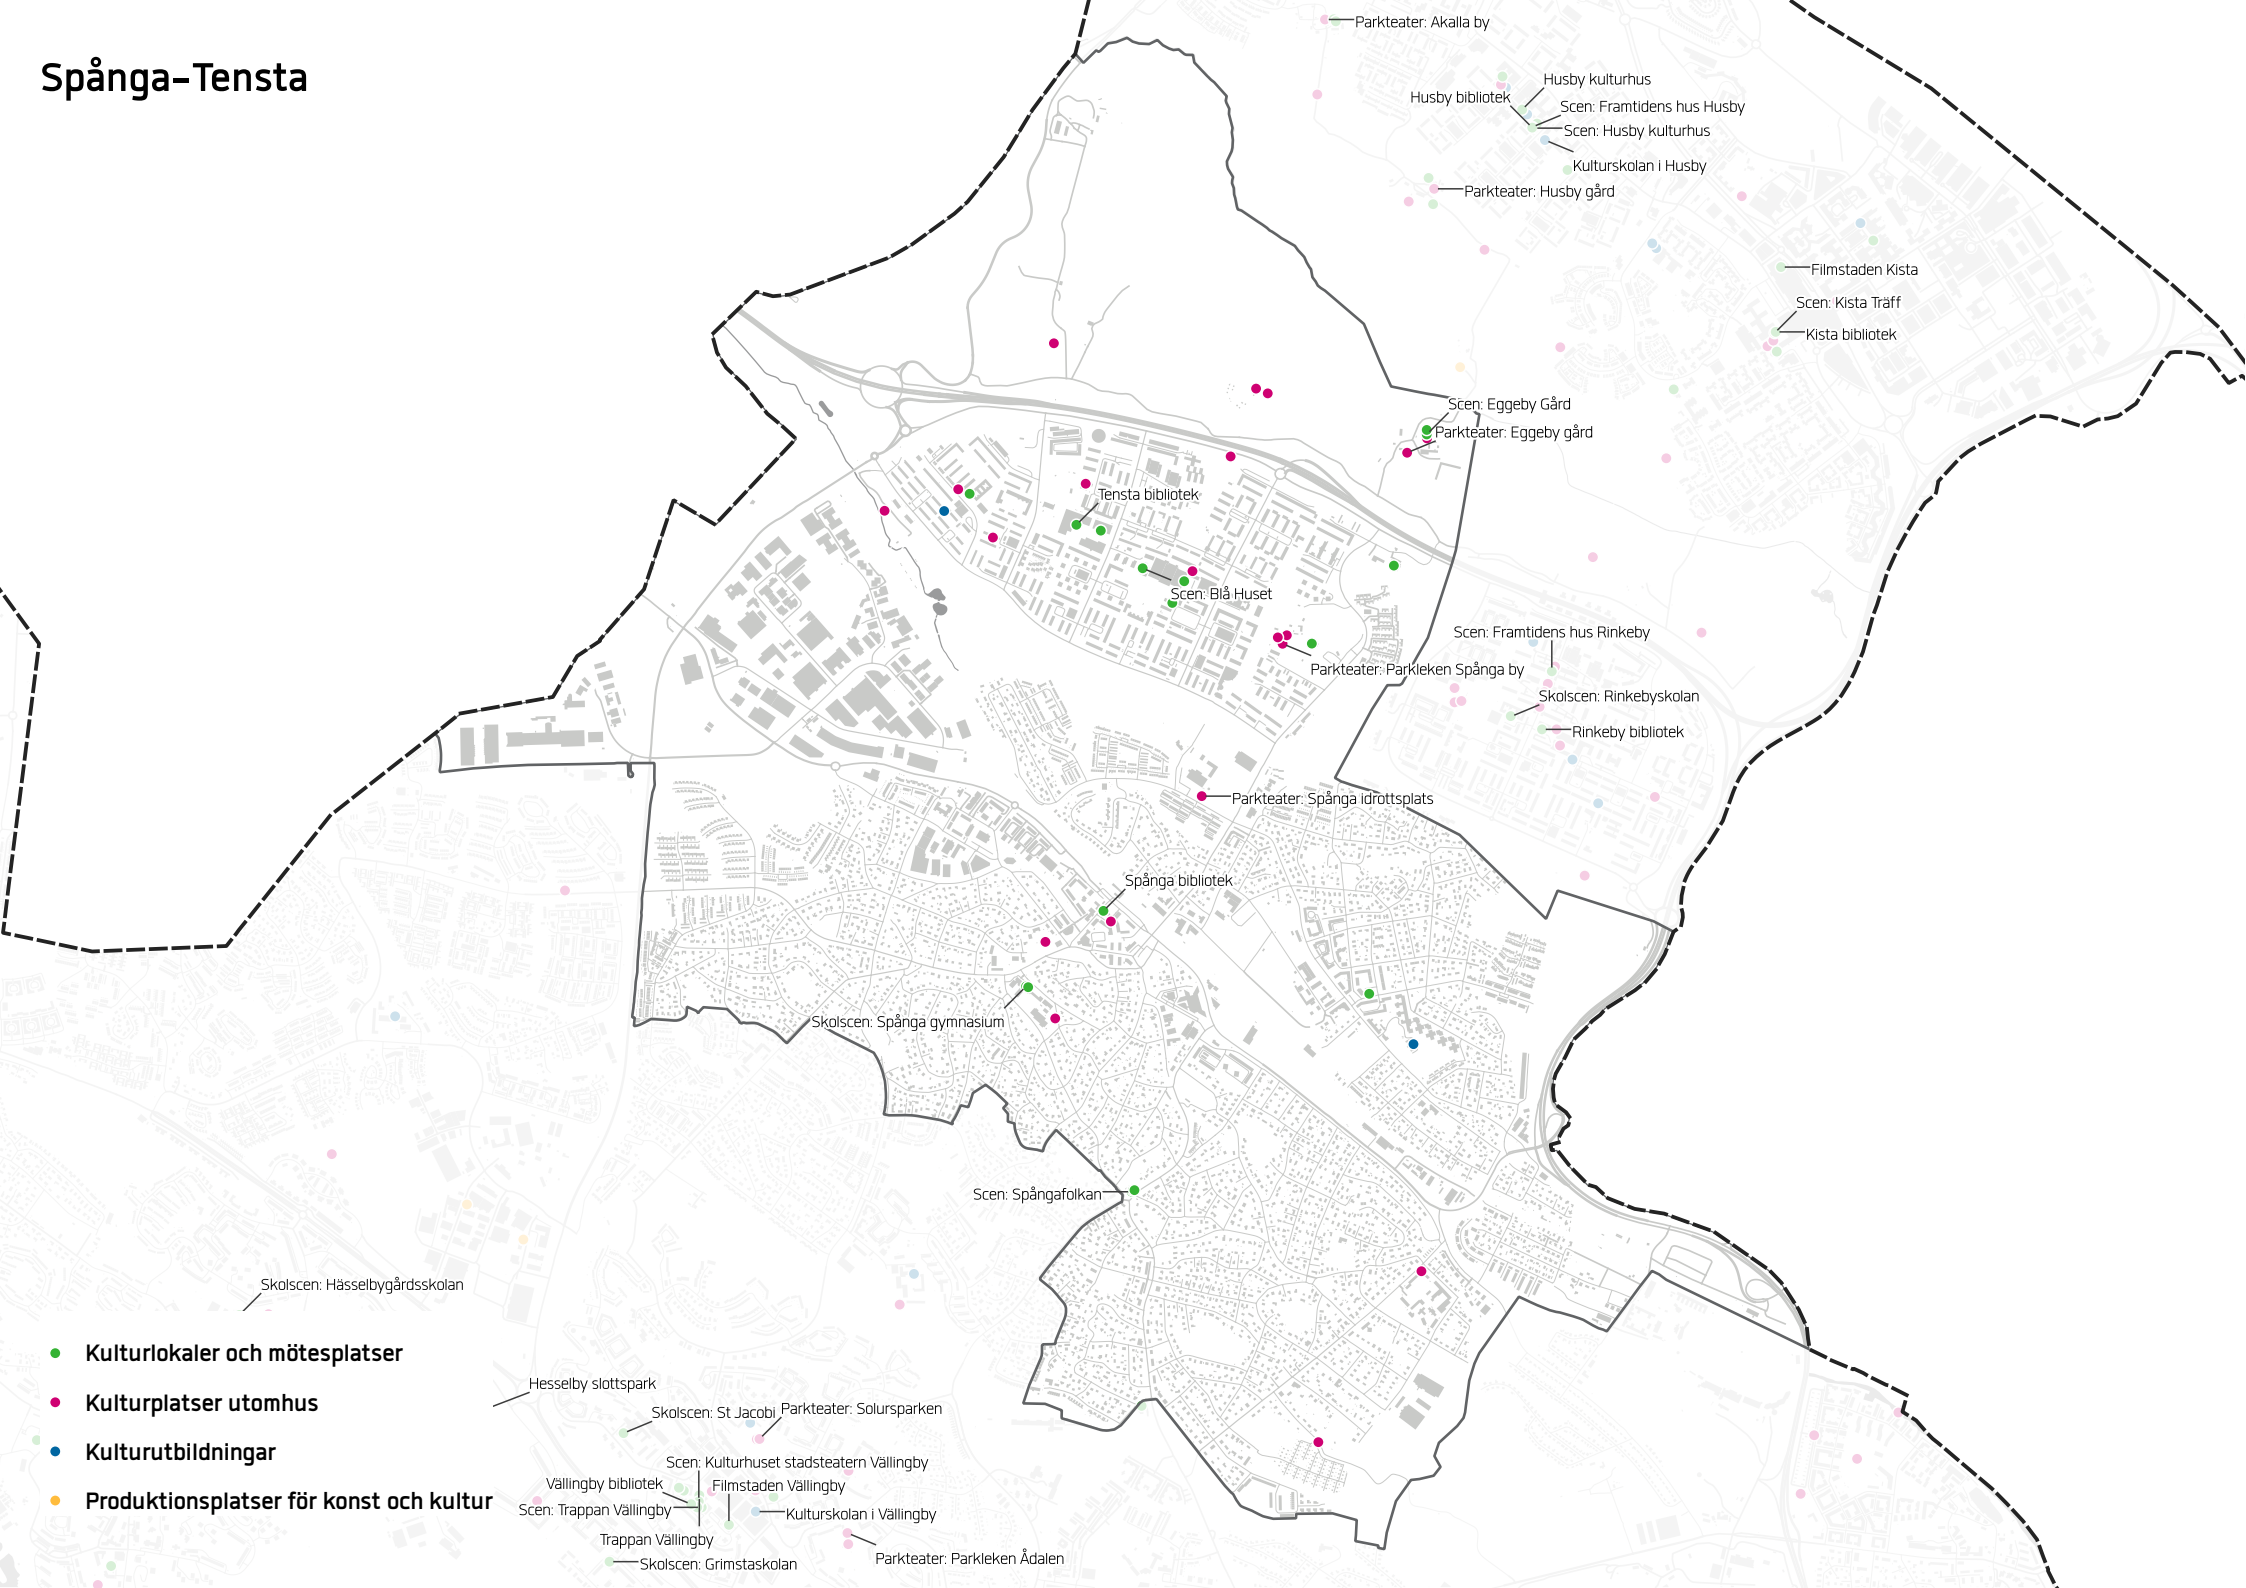 Spånga-Tensta
Parkteater: Akalla by
Husby kulturhus
Husby bibliotek
Scen: Framtidens hus Husby
Scen: Husby kulturhus
Kulturskolan i Husby
Parkteater: Husby gård
Filmstaden Kista
Scen: Kista Träff
Kista bibliotek
Scen: Eggeby Gård
Parkteater: Eggeby gård
Tensta bibliotek
Scen: Blå Huset
Scen: Framtidens hus Rinkeby
Parkteater: Parkleken Spånga by
Skolscen: Rinkebyskolan
Rinkeby bibliotek
Parkteater: Spånga idrottsplats
Spånga bibliotek
Skolscen: Spånga gymnasium
Scen: Spångafolkan
Skolscen: Hässelbygårdsskolan
Kulturlokaler och mötesplatser
Kulturplatser utomhus
Kulturutbildningar
Produktionsplatser för konst och kultur
Hesselby slottspark
Skolscen: St Jacobi
Parkteater: Solursparken
Scen: Kulturhuset stadsteatern Vällingby
Vällingby bibliotek
Filmstaden Vällingby
Scen: Trappan Vällingby
Kulturskolan i Vällingby
Trappan Vällingby
Parkteater: Parkleken Ådalen
Skolscen: Grimstaskolan